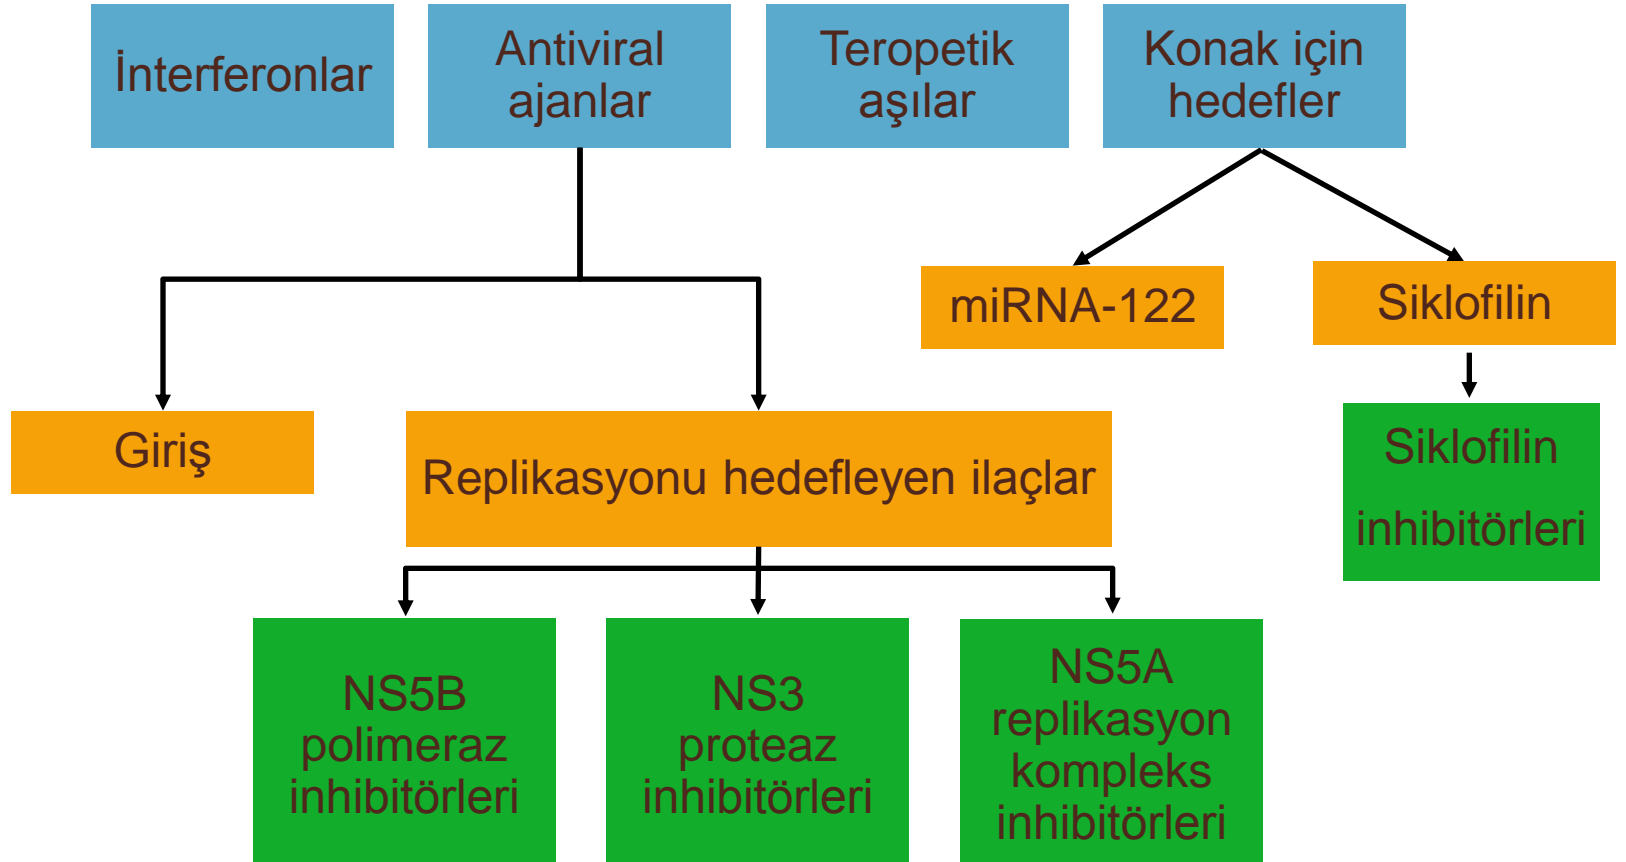 İnterferonlar
Antiviral
ajanlar
Teropetik
aşılar
Konak için
hedefler
miRNA-122
Siklofilin
Giriş
Replikasyonu hedefleyen ilaçlar
Siklofilin
inhibitörleri
NS5B
polimeraz
inhibitörleri
NS3
proteaz
inhibitörleri
NS5A
replikasyon
kompleks
inhibitörleri